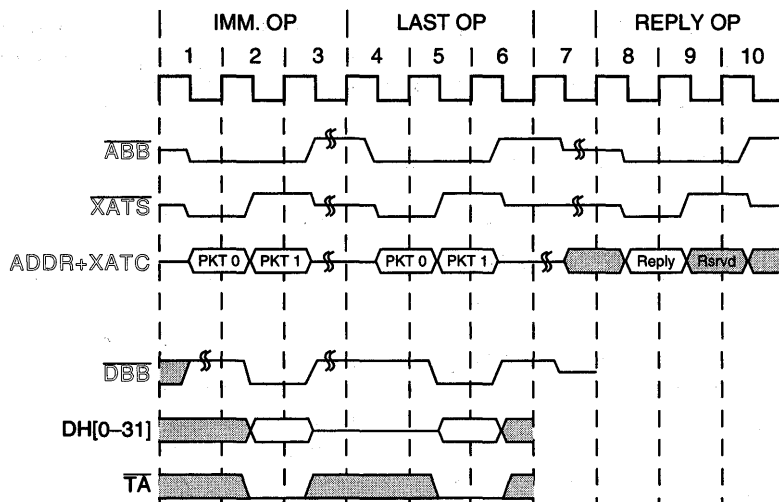 IMM. OP LAST OP REPLY OP
1 2 3 4 5 6 7 8 9 10
ABB
XATS
ADDR+XATC PKT 0 PKT 1 PKT 0 PKT 1 Reply Rsrvd
DBB
DH[0–31]
TA